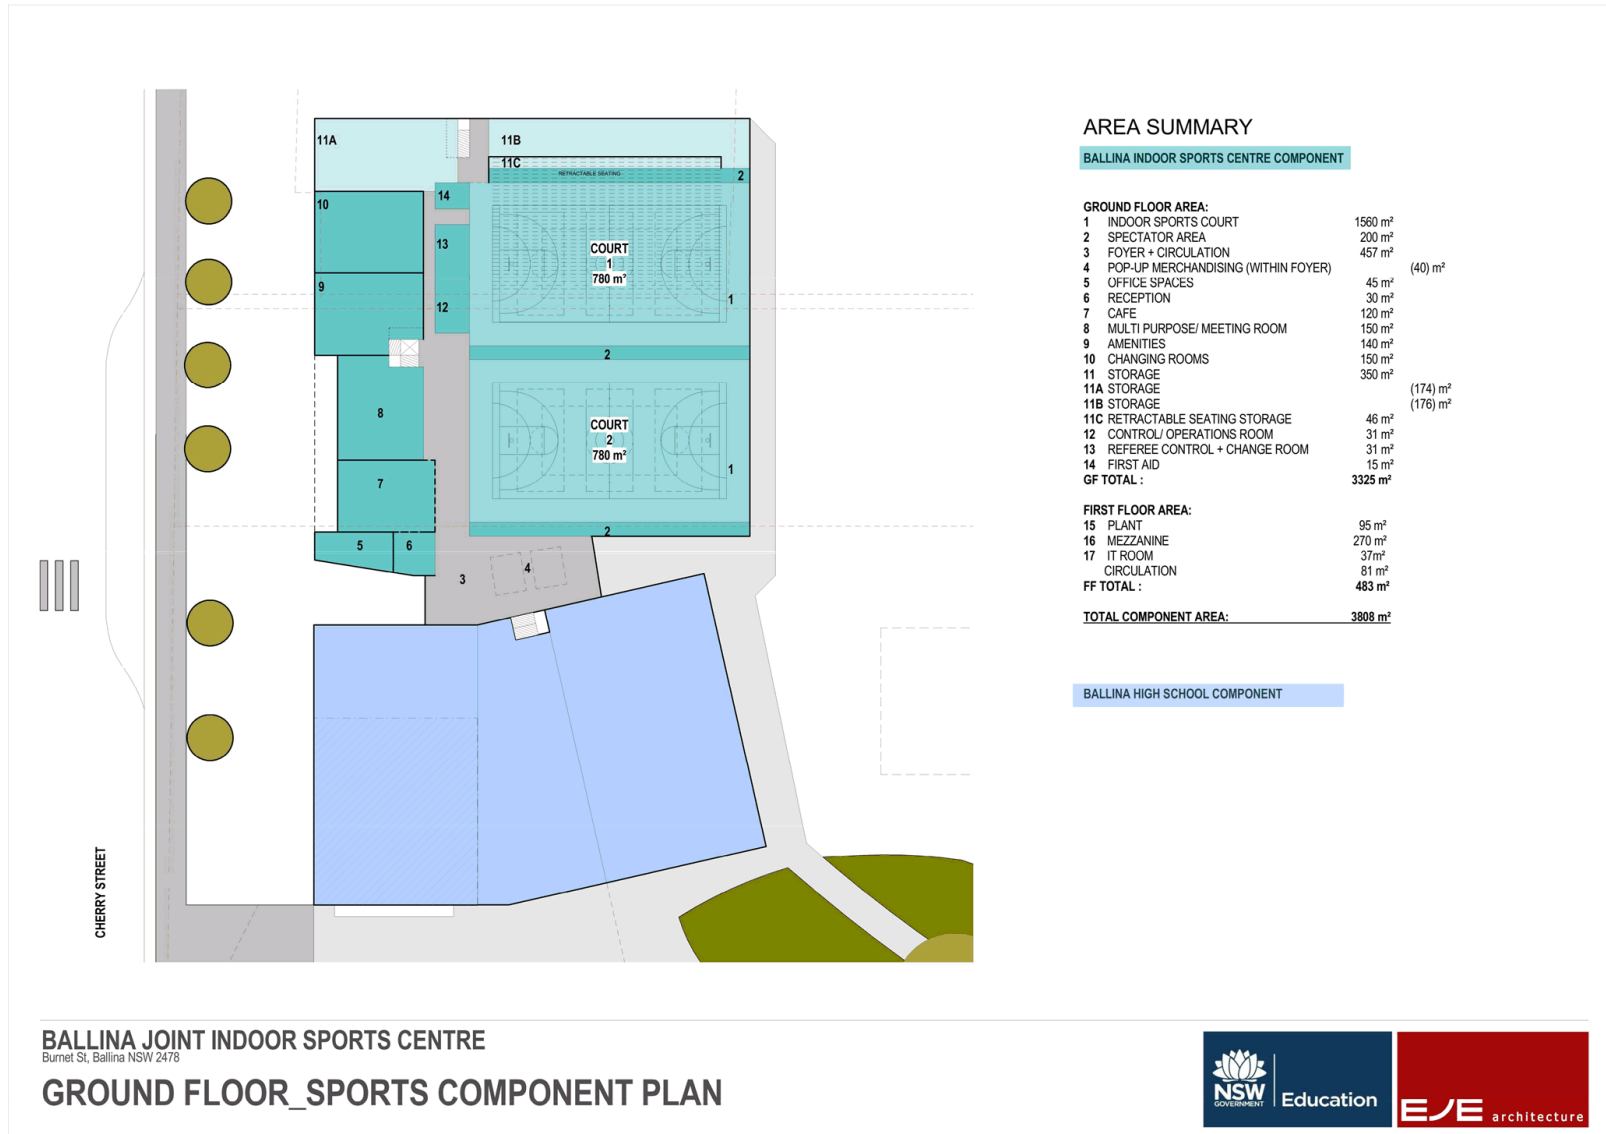 11A
11B
11C
RETRACTABLE SEATING
2
14
10
13
COURT
1
780 m²
9
12
1
2
8
COURT
2
780 m²
1
7
2
5
6
3
4
CHERRY STREET
AREA SUMMARY
BALLINA INDOOR SPORTS CENTRE COMPONENT
GROUND FLOOR AREA:
1 INDOOR SPORTS COURT 1560 m²
2 SPECTATOR AREA 200 m²
3 FOYER + CIRCULATION 457 m²
4 POP-UP MERCHANDISING (WITHIN FOYER) (40) m²
5 OFFICE SPACES 45 m²
6 RECEPTION 30 m²
7 CAFE 120 m²
8 MULTI PURPOSE/ MEETING ROOM 150 m²
9 AMENITIES 140 m²
10 CHANGING ROOMS 150 m²
11 STORAGE 350 m²
11A STORAGE (174) m²
11B STORAGE (176) m²
11C RETRACTABLE SEATING STORAGE 46 m²
12 CONTROL/ OPERATIONS ROOM 31 m²
13 REFEREE CONTROL + CHANGE ROOM 31 m²
14 FIRST AID 15 m²
GF TOTAL : 3325 m²
FIRST FLOOR AREA:
15 PLANT 95 m²
16 MEZZANINE 270 m²
17 IT ROOM 37m²
CIRCULATION 81 m²
FF TOTAL : 483 m²
TOTAL COMPONENT AREA: 3808 m²
BALLINA HIGH SCHOOL COMPONENT
BALLINA JOINT INDOOR SPORTS CENTRE
Burnet St, Ballina NSW 2478
GROUND FLOOR_SPORTS COMPONENT PLAN
NSW
GOVERNMENT
Education
EJE architecture